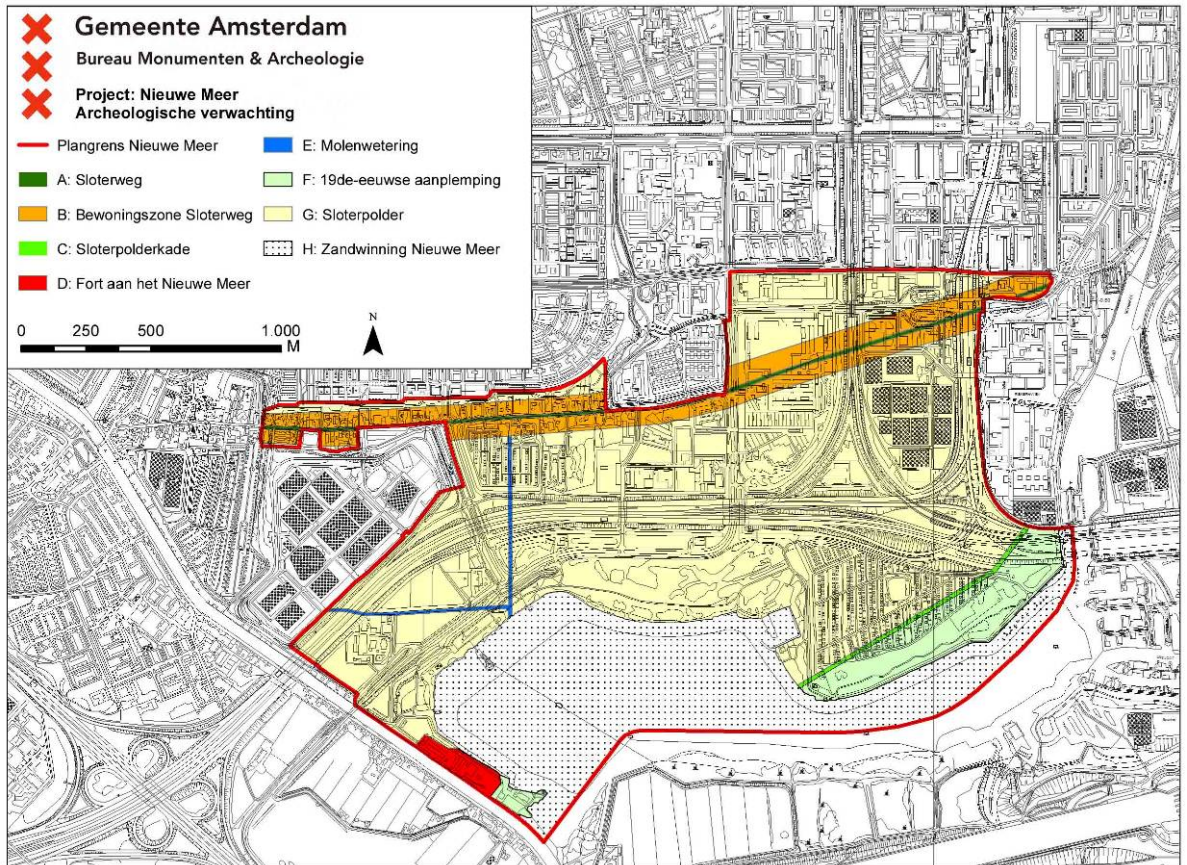 Gemeente Amsterdam
Bureau Monumenten & Archeologie
Project: Nieuwe Meer
Archeologische verwachting
Plangrens Nieuwe Meer
A: Sloterweg
B: Bewoningszone Sloterweg
C: Sloterpolderkade
D: Fort aan het Nieuwe Meer
E: Molenwetering
F: 19de-eeuwse aanplemping
G: Sloterpolder
H: Zandwinning Nieuwe Meer
0 250 500 1.000
M
N